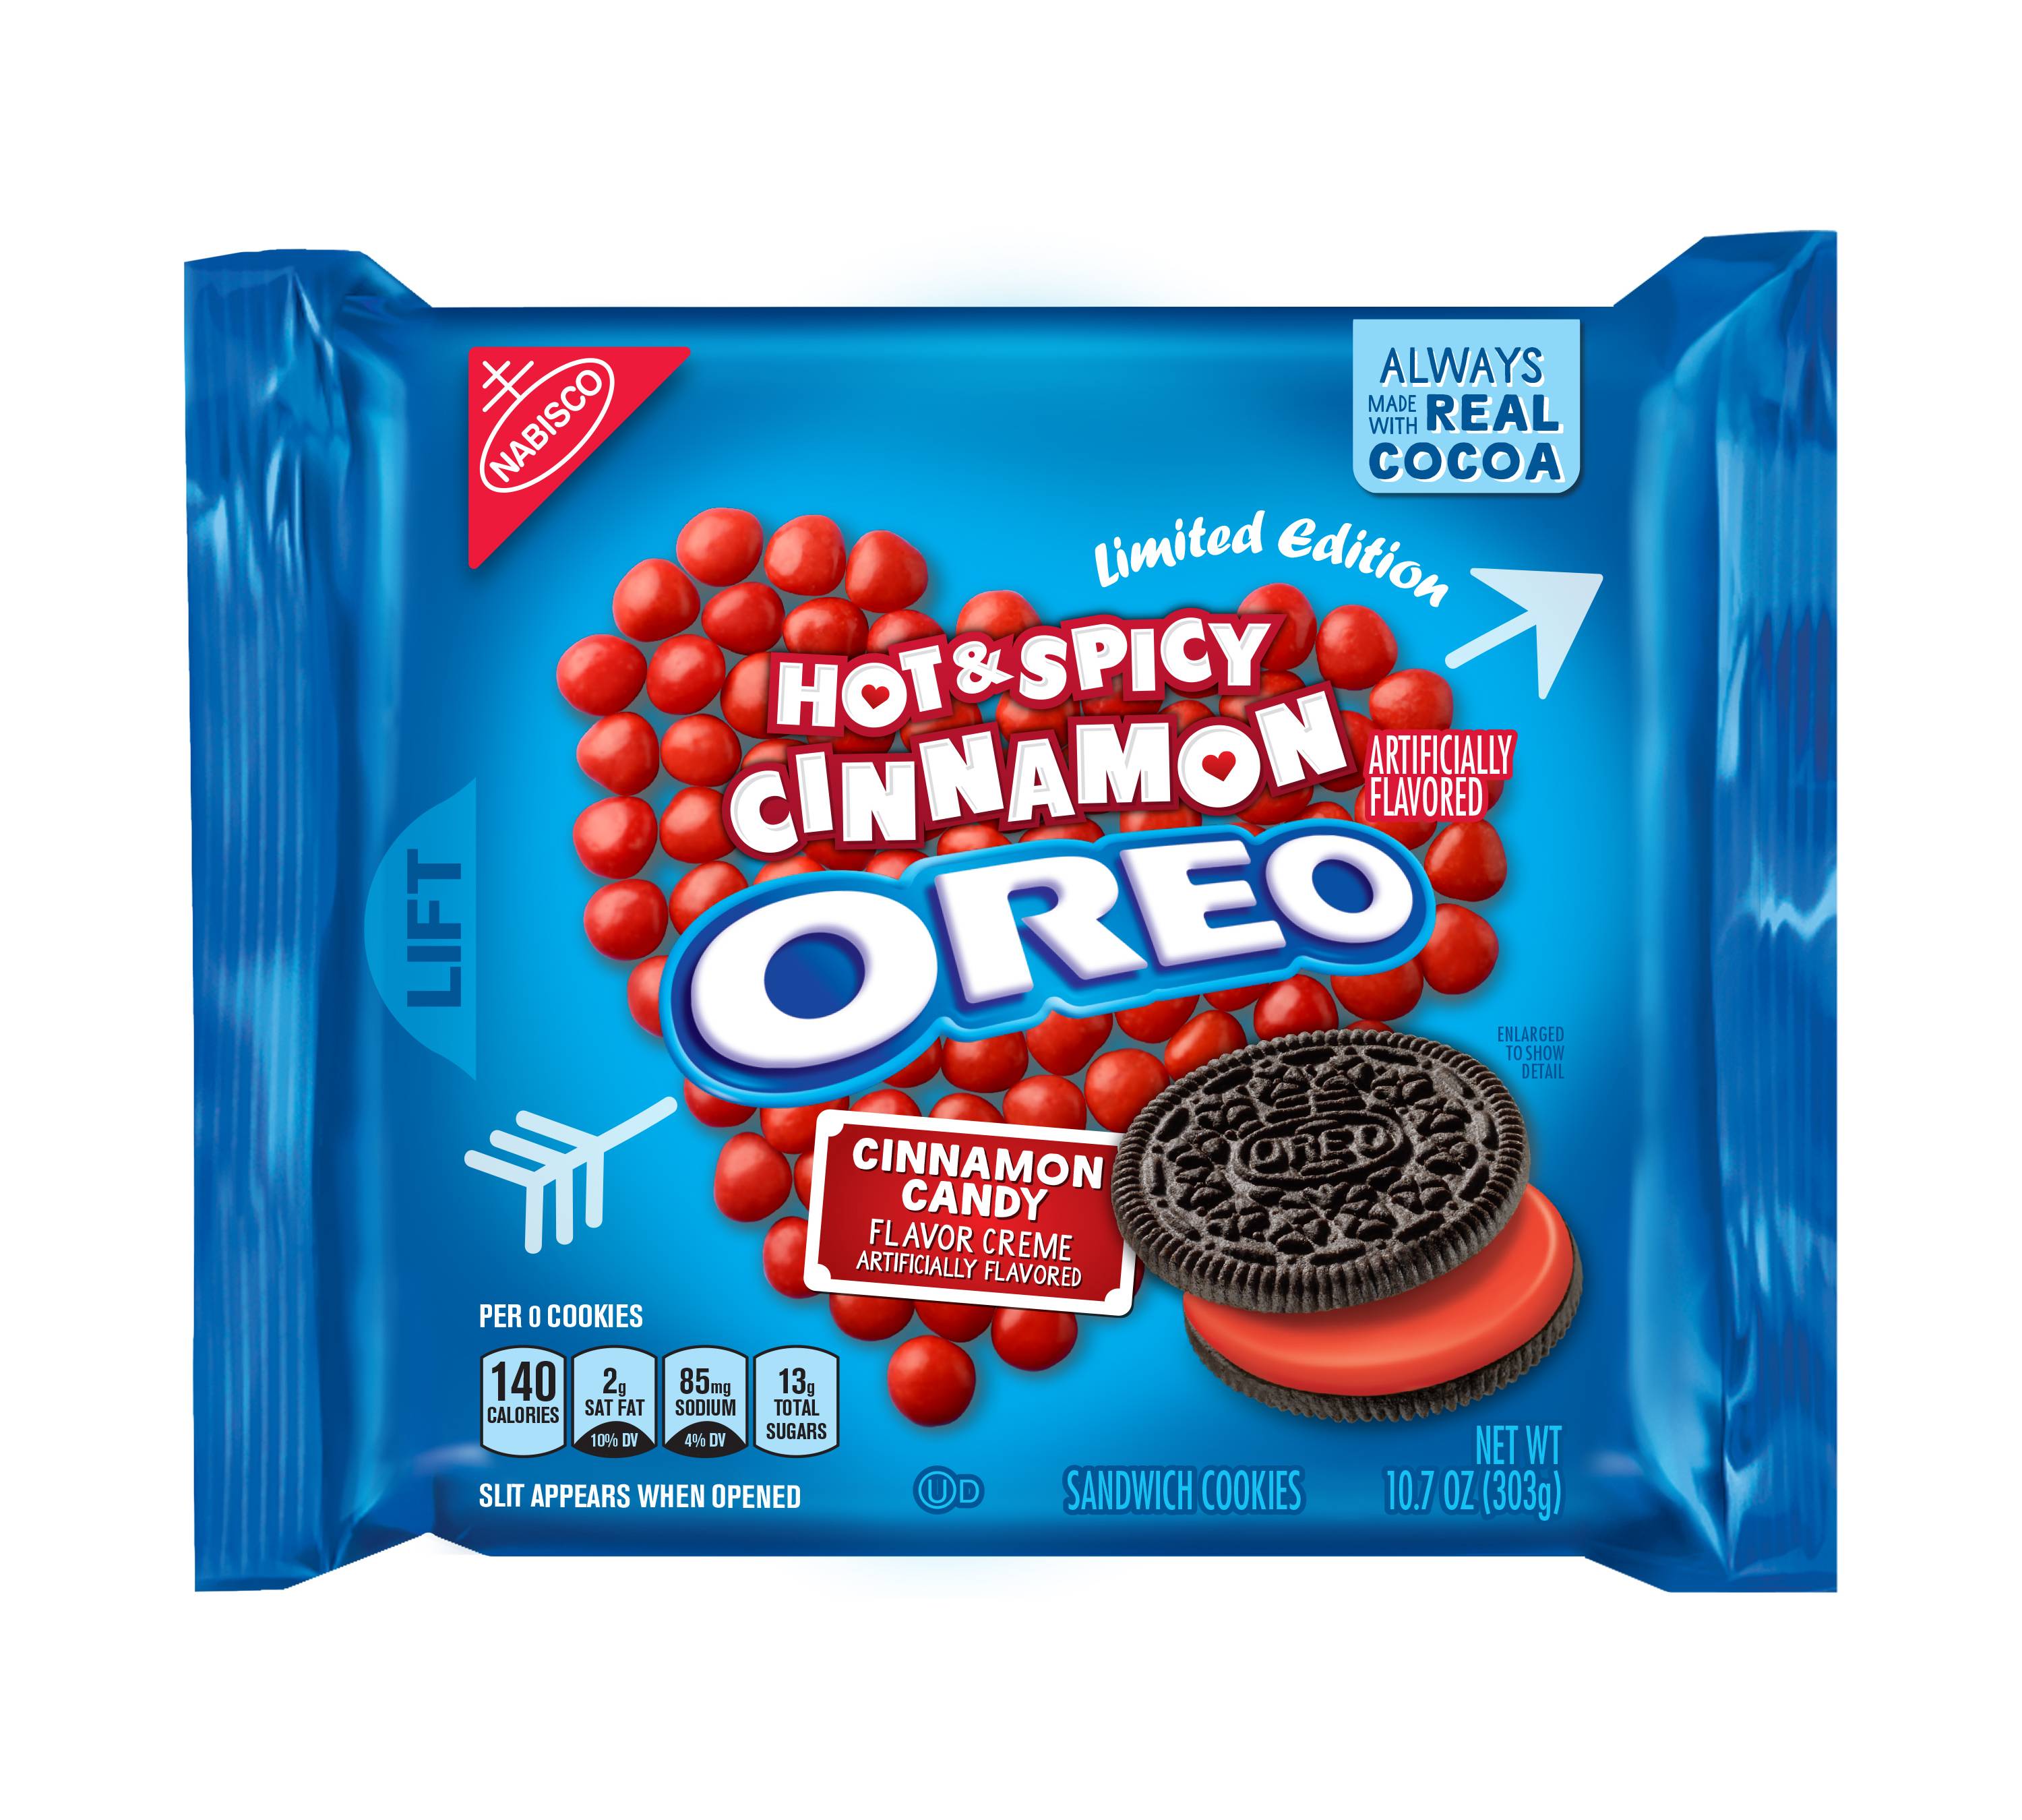 NABISCO
ALWAYS
MADE WITH REAL
COCOA
Limited Edition
HOT & SPICY
CINNAMON
ARTIFICIALLY
FLAVORED
OREO
LIFT
ENLARGED
TO SHOW
DETAIL
OREO
CINNAMON
CANDY
FLAVOR CREME
ARTIFICIALLY FLAVORED
PER 0 COOKIES
140
CALORIES
2g
SAT FAT
10% DV
85mg
SODIUM
4% DV
13g
TOTAL
SUGARS
SLIT APPEARS WHEN OPENED
UD
SANDWICH COOKIES
NET WT
10.7 OZ (303g)